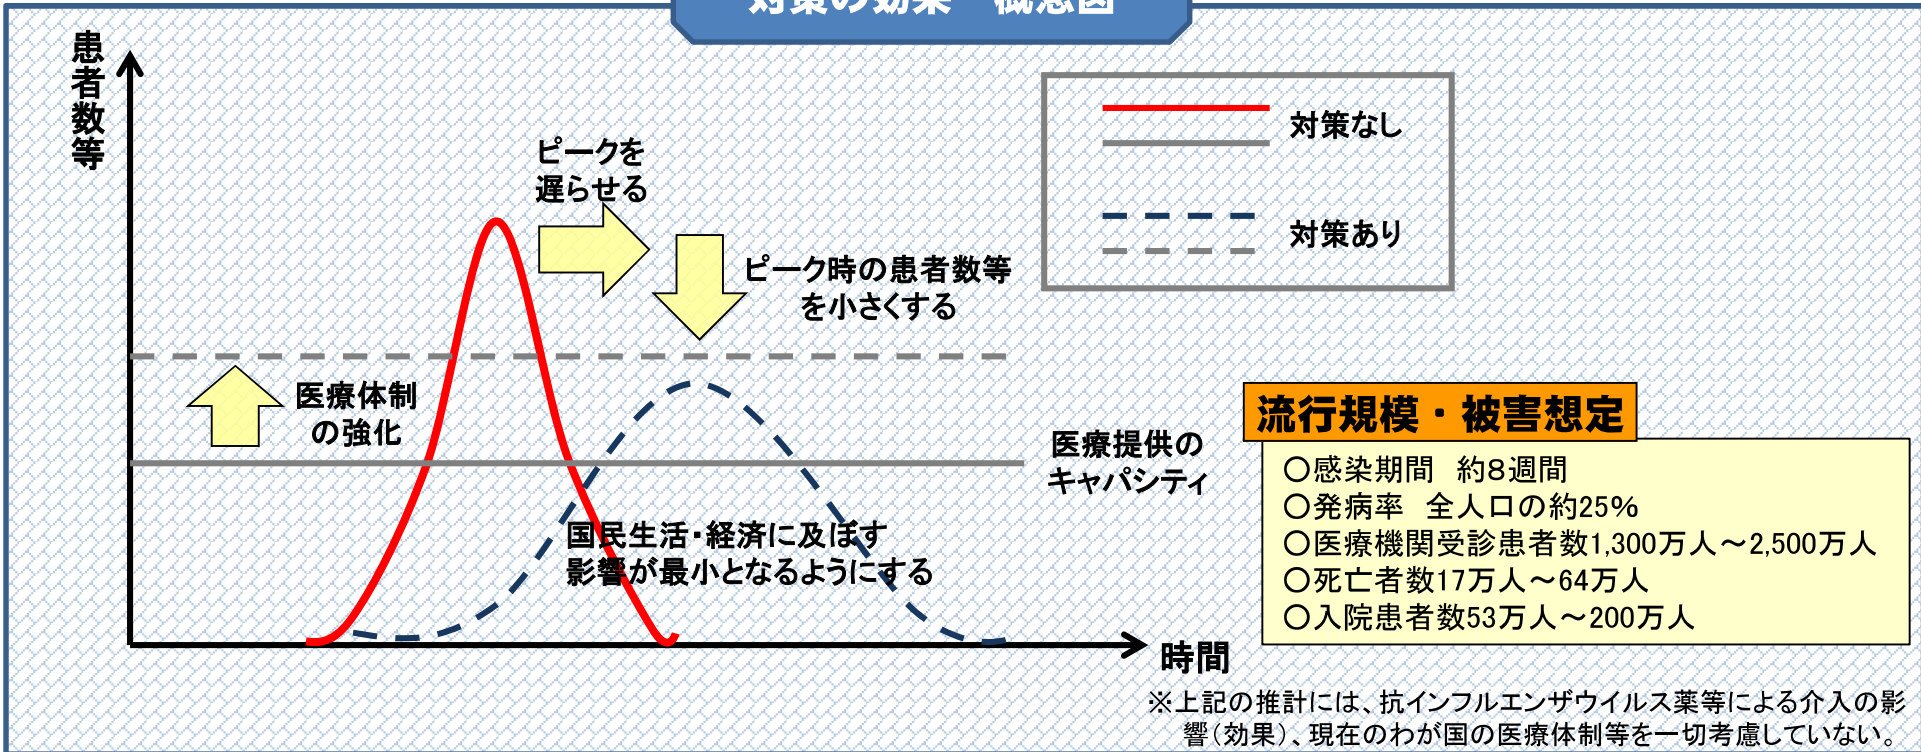 対策の効果 概念図
患者数等
対策なし
対策あり
ピークを
遅らせる
ピーク時の患者数等
を小さくする
医療体制
の強化
医療提供の
キャパシティ
国民生活・経済に及ぼす
影響が最小となるようにする
時間
流行規模・被害想定
○感染期間 約8週間
○発病率 全人口の約25%
○医療機関受診患者数1,300万人～2,500万人
○死亡者数17万人～64万人
○入院患者数53万人～200万人
※上記の推計には、抗インフルエンザウイルス薬等による介入の影
響（効果）、現在のわが国の医療体制等を一切考慮していない。